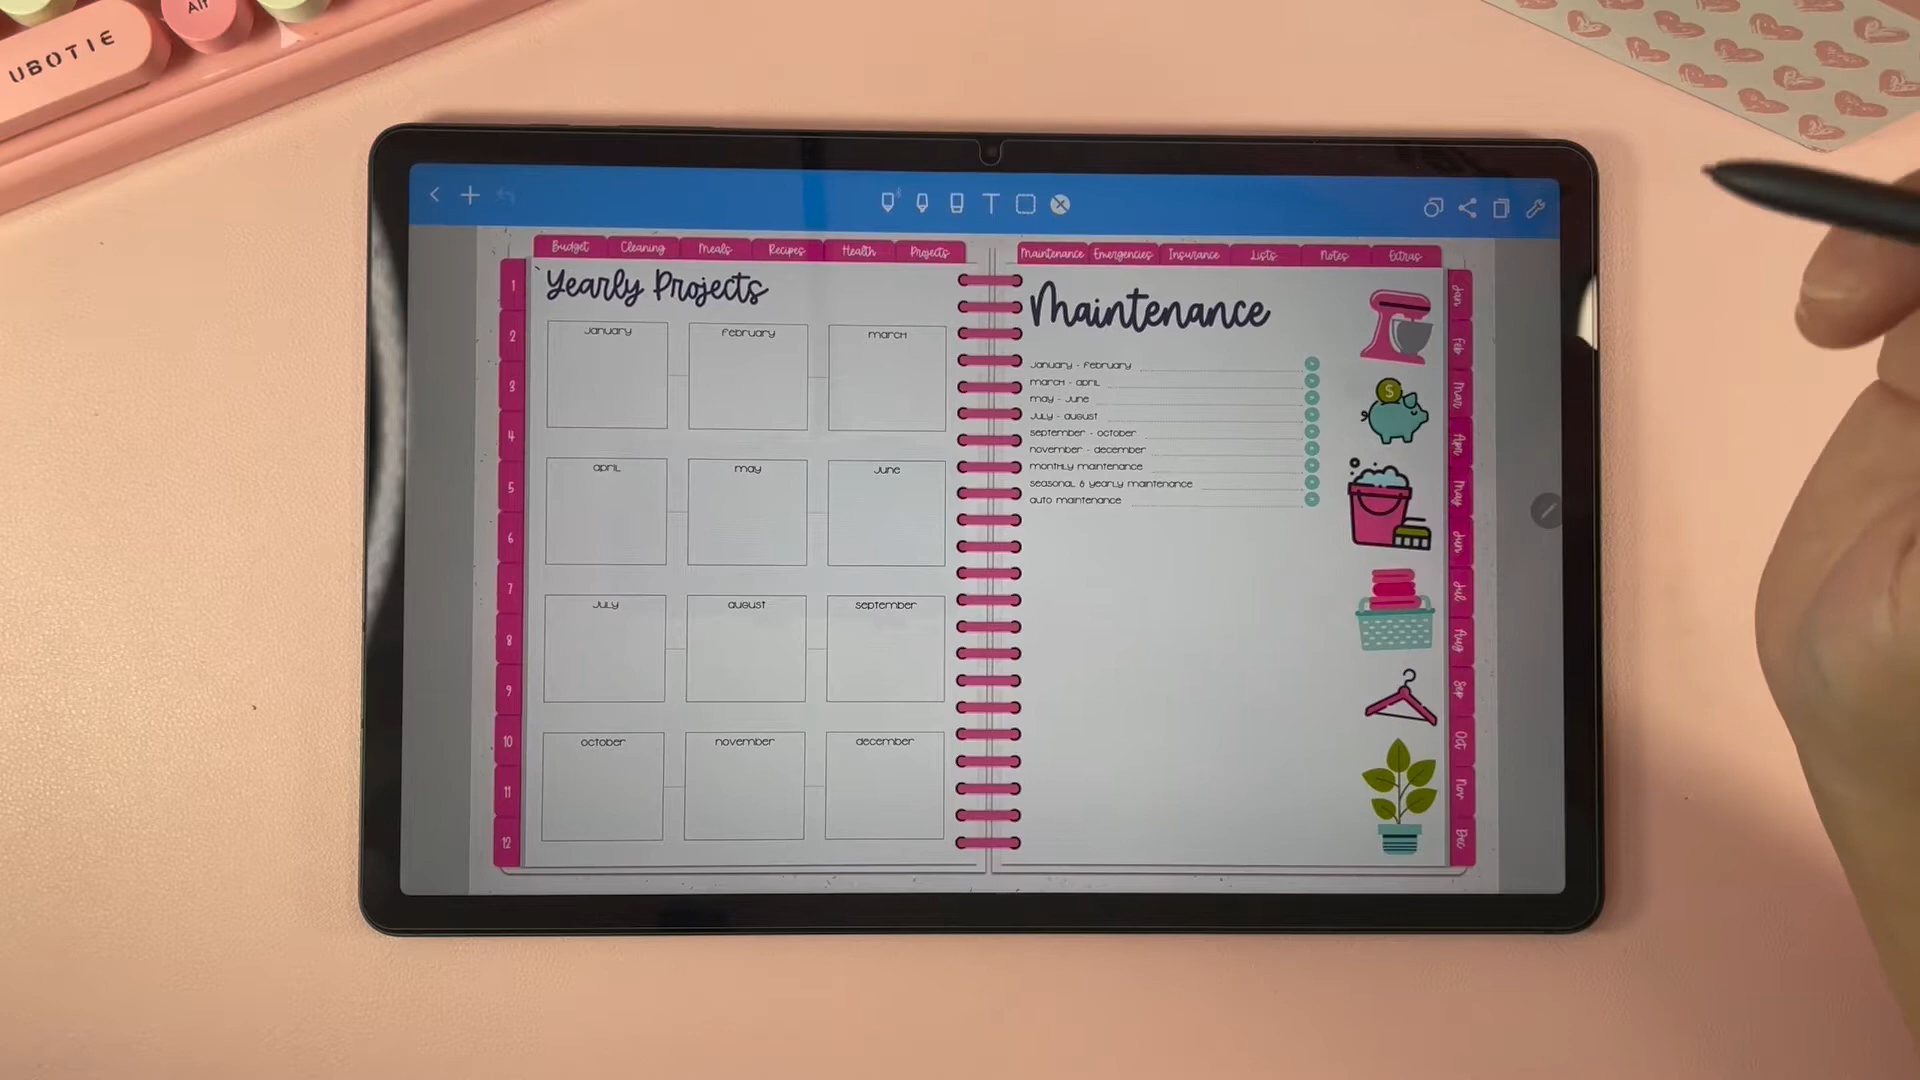 UBOTIE
Alt
Budget Cleaning Meals Recipes Health Projects
Maintenance Emergencies Insurance Lists Notes Extras
Yearly Projects
january february march
april may june
july august september
october november december
1
2
3
4
5
6
7
8
9
10
11
12
Maintenance
january - february
march - april
may - june
july - august
september - october
november - december
monthly maintenance
seasonal & yearly maintenance
auto maintenance
$
Jan
Feb
Mar
Apr
May
Jun
Jul
Aug
Sep
Oct
Nov
Dec